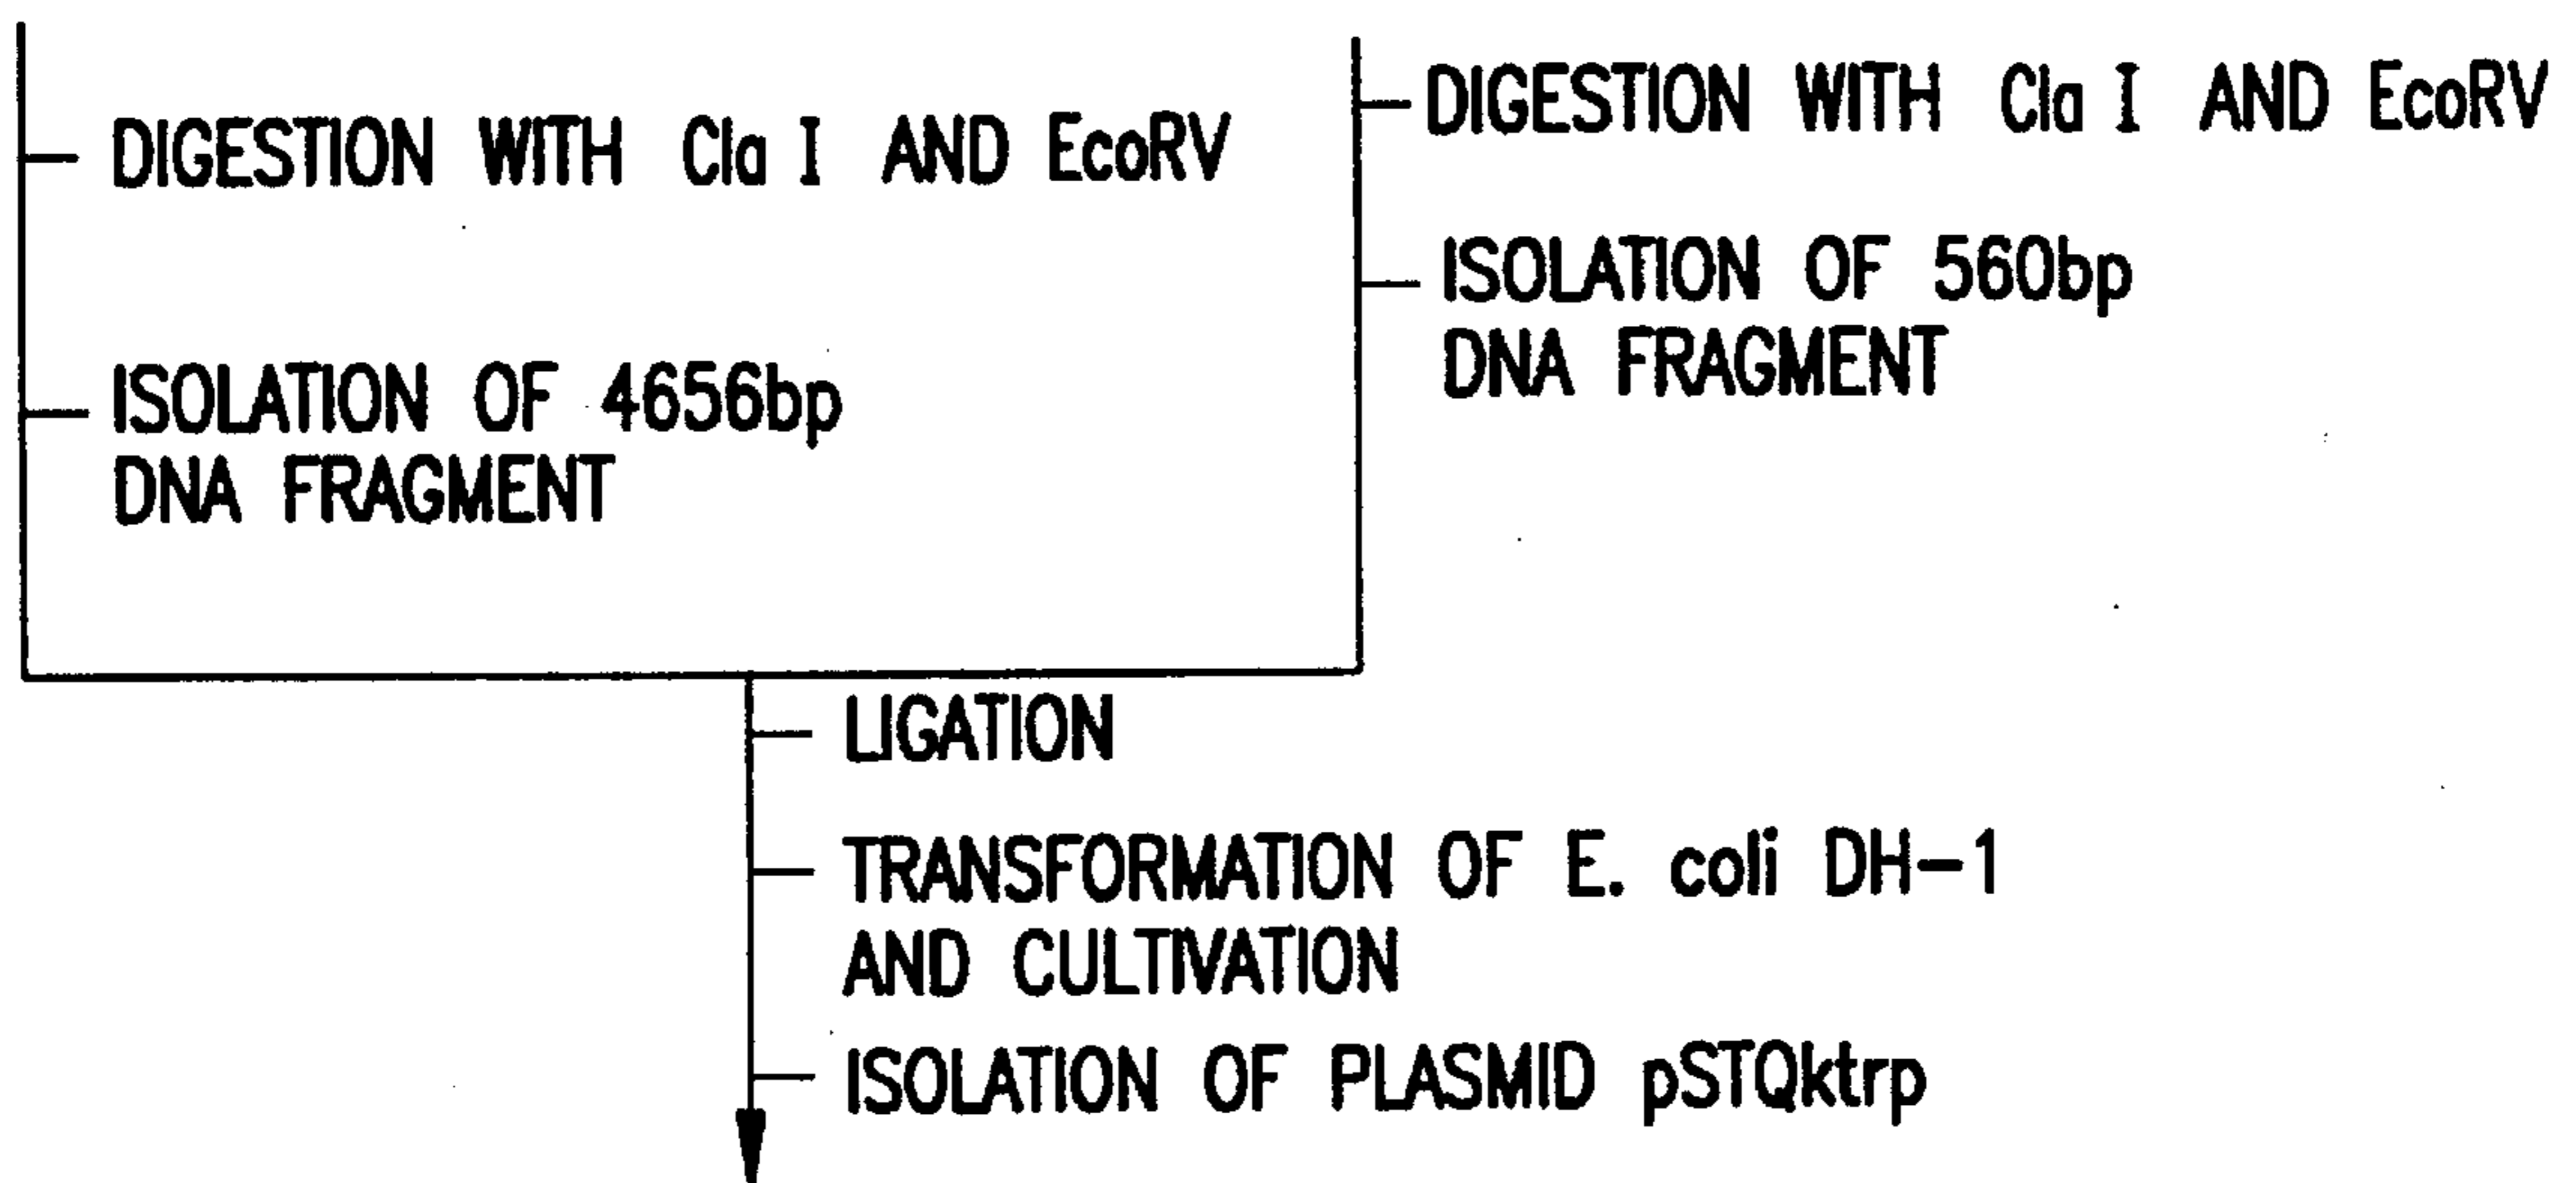 DIGESTION WITH Cla I AND EcoRV
ISOLATION OF 4656bp
DNA FRAGMENT
DIGESTION WITH Cla I AND EcoRV
ISOLATION OF 560bp
DNA FRAGMENT
LIGATION
TRANSFORMATION OF E. coli DH-1
AND CULTIVATION
ISOLATION OF PLASMID pSTQktrp